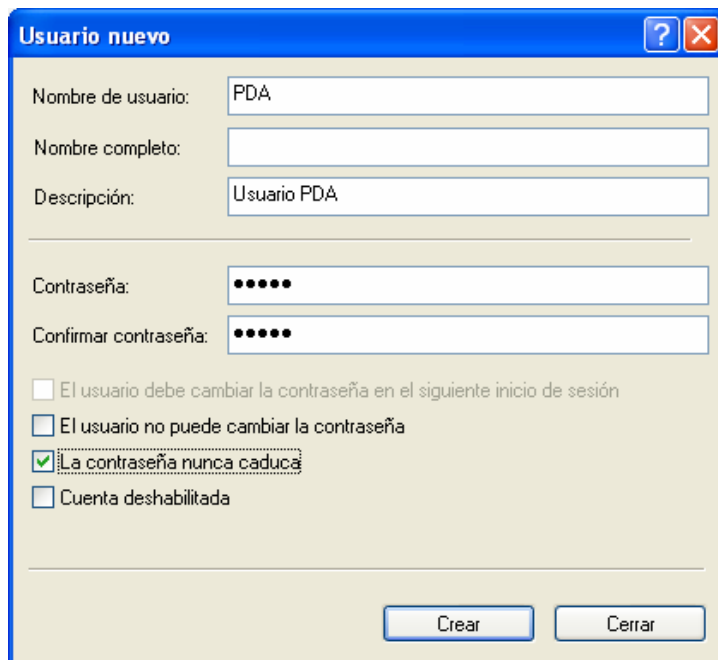 Usuario nuevo
Nombre de usuario: PDA
Nombre completo:
Descripción: Usuario PDA
Contraseña: •••••
Confirmar contraseña: •••••
El usuario debe cambiar la contraseña en el siguiente inicio de sesión
El usuario no puede cambiar la contraseña
La contraseña nunca caduca
Cuenta deshabilitada
Crear Cerrar